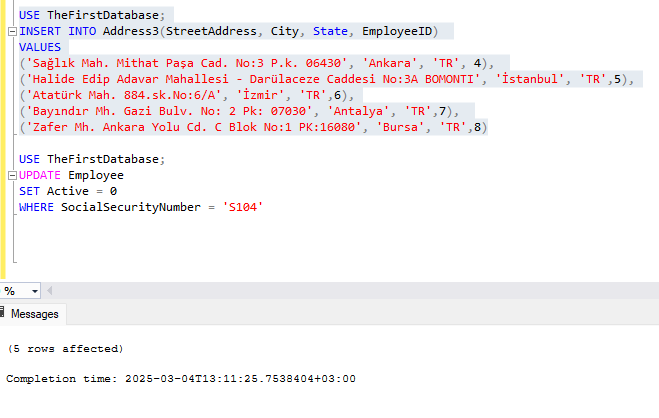 USE TheFirstDatabase;
INSERT INTO Address3(StreetAddress, City, State, EmployeeID)
VALUES
('Sağlık Mah. Mithat Paşa Cad. No:3 P.k. 06430', 'Ankara', 'TR', 4),
('Halide Edip Adavar Mahallesi - Darülaceze Caddesi No:3A BOMONTI', 'İstanbul', 'TR',5),
('Atatürk Mah. 884.sk.No:6/A', 'İzmir', 'TR',6),
('Bayındır Mh. Gazi Bulv. No: 2 Pk: 07030', 'Antalya', 'TR',7),
('Zafer Mh. Ankara Yolu Cd. C Blok No:1 PK:16080', 'Bursa', 'TR',8)
USE TheFirstDatabase;
UPDATE Employee
SET Active = 0
WHERE SocialSecurityNumber = 'S104'
%
Messages
(5 rows affected)
Completion time: 2025-03-04T13:11:25.7538404+03:00